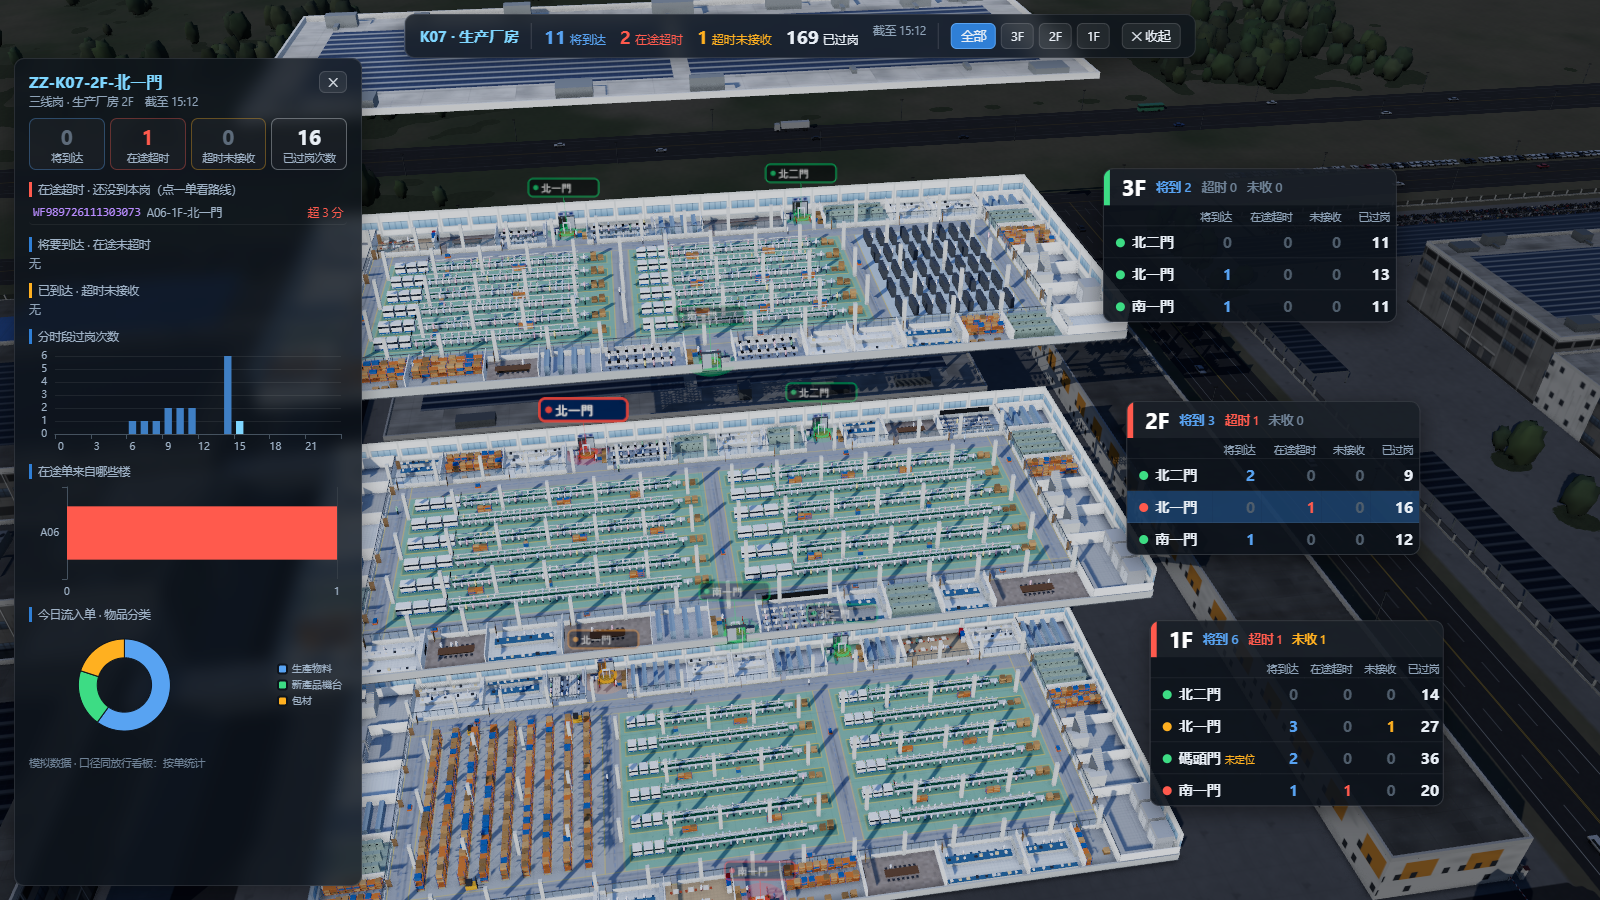 K07 · 生产厂房
11 将到达 2 在途超时 1 超时未接收 169 已过岗 截至 15:12
全部 3F 2F 1F ✕收起
ZZ-K07-2F-北一門 ✕
三线岗 · 生产厂房 2F 截至 15:12
0 1 0 16
将到达 在途超时 超时未接收 已过岗次数
在途超时 · 还没到本岗（点一单看路线）
WF989726111303073 A06-1F-北一門 超 3 分
将要到达 · 在途未超时
无
已到达 · 超时未接收
无
分时段过岗次数
6
5
4
3
2
1
0
0 3 6 9 12 15 18 21
在途单来自哪些楼
A06
0 1
今日流入单 · 物品分类
生產物料
新產品機台
包材
模拟数据 · 口径同放行看板：按单统计
北一門
北二門
北一門
北二門
南一門
北一門
南一門
3F 将到 2 超时 0 未收 0
将到达 在途超时 未接收 已过岗
北二門 0 0 0 11
北一門 1 0 0 13
南一門 1 0 0 11
2F 将到 3 超时 1 未收 0
将到达 在途超时 未接收 已过岗
北二門 2 0 0 9
北一門 0 1 0 16
南一門 1 0 0 12
1F 将到 6 超时 1 未收 1
将到达 在途超时 未接收 已过岗
北二門 0 0 0 14
北一門 3 0 1 27
碼頭門 未定位 2 0 0 36
南一門 1 1 0 20